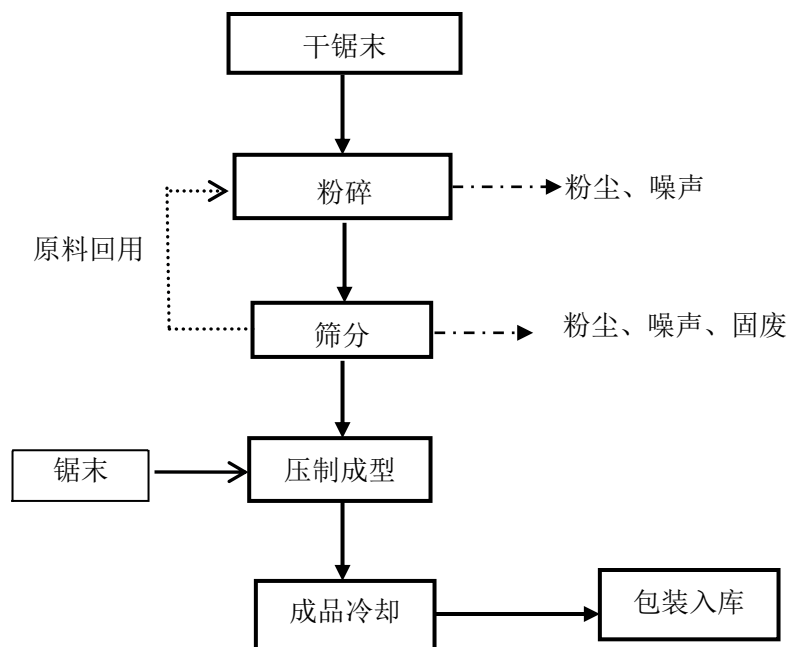 干锯末
粉碎
粉尘、噪声
原料回用
筛分
粉尘、噪声、固废
锯末
压制成型
成品冷却
包装入库